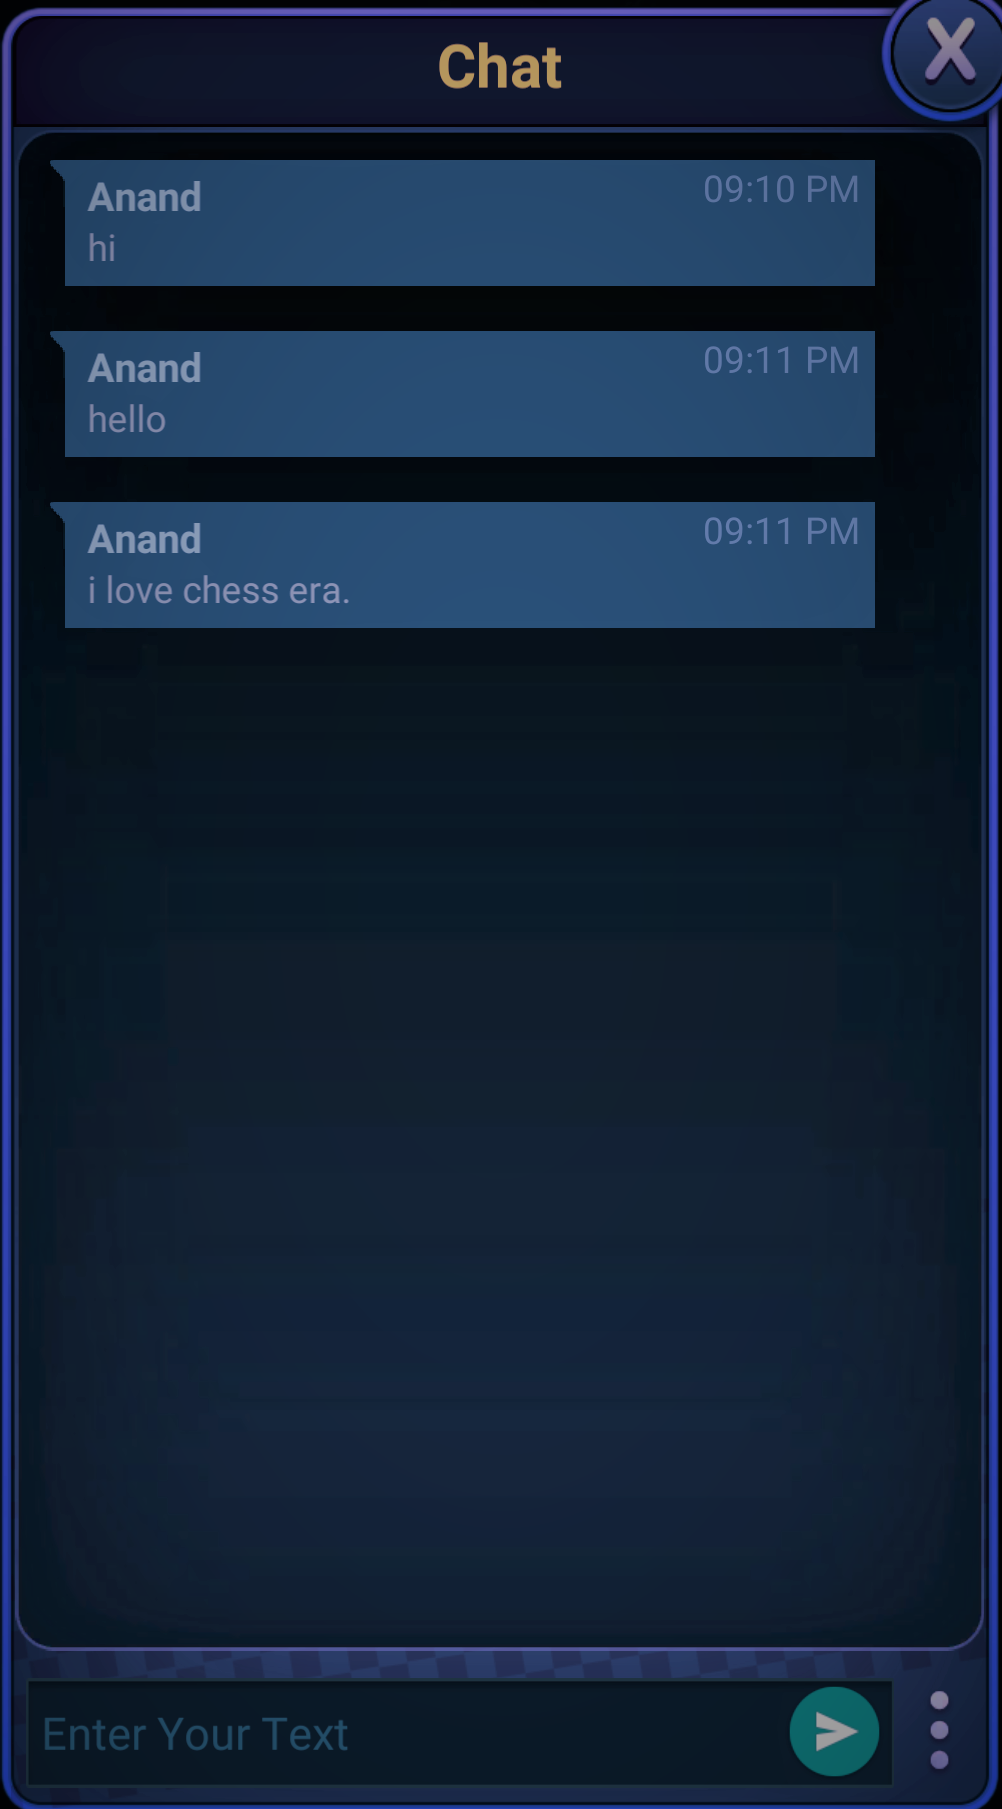 Chat
X
Anand 09:10 PM
hi
Anand 09:11 PM
hello
Anand 09:11 PM
i love chess era.
Enter Your Text